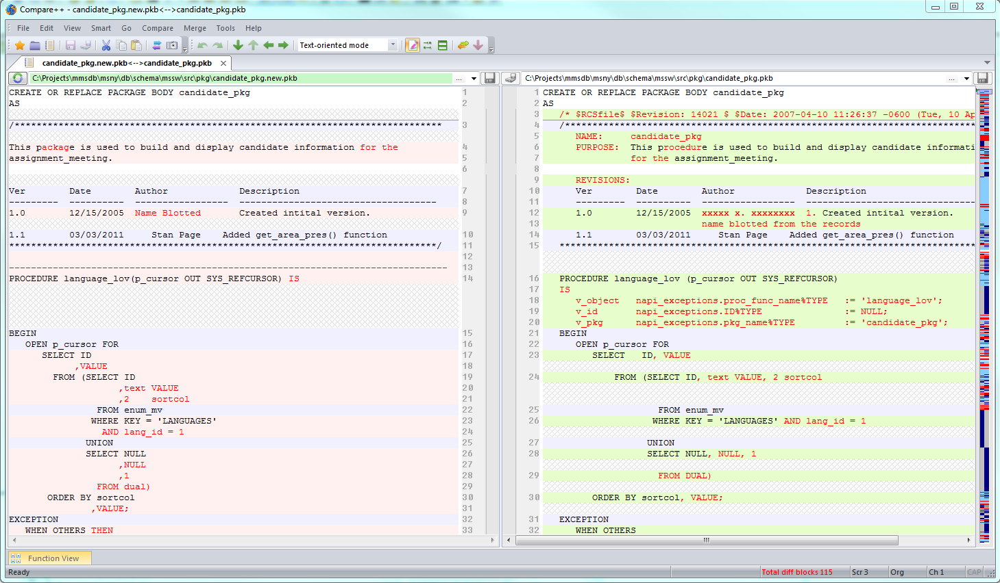 Compare++ - candidate_pkg.new.pkb<-->candidate_pkg.pkb
File Edit View Smart Go Compare Merge Tools Help
Text-oriented mode
candidate_pkg.new.pkb<-->candidate_pkg.pkb
C:\Projects\mmsdb\msny\db\schema\mssw\src\pkg\candidate_pkg.new.pkb ...
CREATE OR REPLACE PACKAGE BODY candidate_pkg 1
AS 2
/****************************************************************************** 3
This package is used to build and display candidate information for the 4
assignment_meeting. 5
6
Ver Date Author Description 7
--------- ---------- --------------- ------------------------------------ 8
1.0 12/15/2005 Name Blotted Created intital version. 9
1.1 03/03/2011 Stan Page Added get_area_pres() function 10
******************************************************************************/ 11
12
-------------------------------------------------------------------------------- 13
PROCEDURE language_lov(p_cursor OUT SYS_REFCURSOR) IS 14
BEGIN 15
OPEN p_cursor FOR 16
SELECT ID 17
,VALUE 18
FROM (SELECT ID 19
,text VALUE 20
,2 sortcol 21
FROM enum_mv 22
WHERE KEY = 'LANGUAGES' 23
AND lang_id = 1 24
UNION 25
SELECT NULL 26
,NULL 27
,1 28
FROM dual) 29
ORDER BY sortcol 30
,VALUE; 31
EXCEPTION 32
WHEN OTHERS THEN 33
C:\Projects\mmsdb\msny\db\schema\mssw\src\pkg\candidate_pkg.pkb ...
1 CREATE OR REPLACE PACKAGE BODY candidate_pkg
2 AS
3 /* $RCSfile$ $Revision: 14021 $ $Date: 2007-04-10 11:26:37 -0600 (Tue, 10 Ap
4 /***************************************************************************
5 NAME: candidate_pkg
6 PURPOSE: This procedure is used to build and display candidate informati
7 for the assignment_meeting.
8
9 REVISIONS:
10 Ver Date Author Description
11 --------- ---------- --------------- -------------------------------
12 1.0 12/15/2005 xxxxx x. xxxxxxxx 1. Created intital version.
13 name blotted from the records
14 1.1 03/03/2011 Stan Page Added get_area_pres() function
15 ****************************************************************************
16 PROCEDURE language_lov (p_cursor OUT SYS_REFCURSOR)
17 IS
18 v_object napi_exceptions.proc_func_name%TYPE := 'language_lov';
19 v_id napi_exceptions.ID%TYPE := NULL;
20 v_pkg napi_exceptions.pkg_name%TYPE := 'candidate_pkg';
21 BEGIN
22 OPEN p_cursor FOR
23 SELECT ID, VALUE
24 FROM (SELECT ID, text VALUE, 2 sortcol
25 FROM enum_mv
26 WHERE KEY = 'LANGUAGES' AND lang_id = 1
27 UNION
28 SELECT NULL, NULL, 1
29 FROM DUAL)
30 ORDER BY sortcol, VALUE;
31 EXCEPTION
32 WHEN OTHERS
Function View
Ready Total diff blocks 115 Scr 3 Org Ch 1 CAP